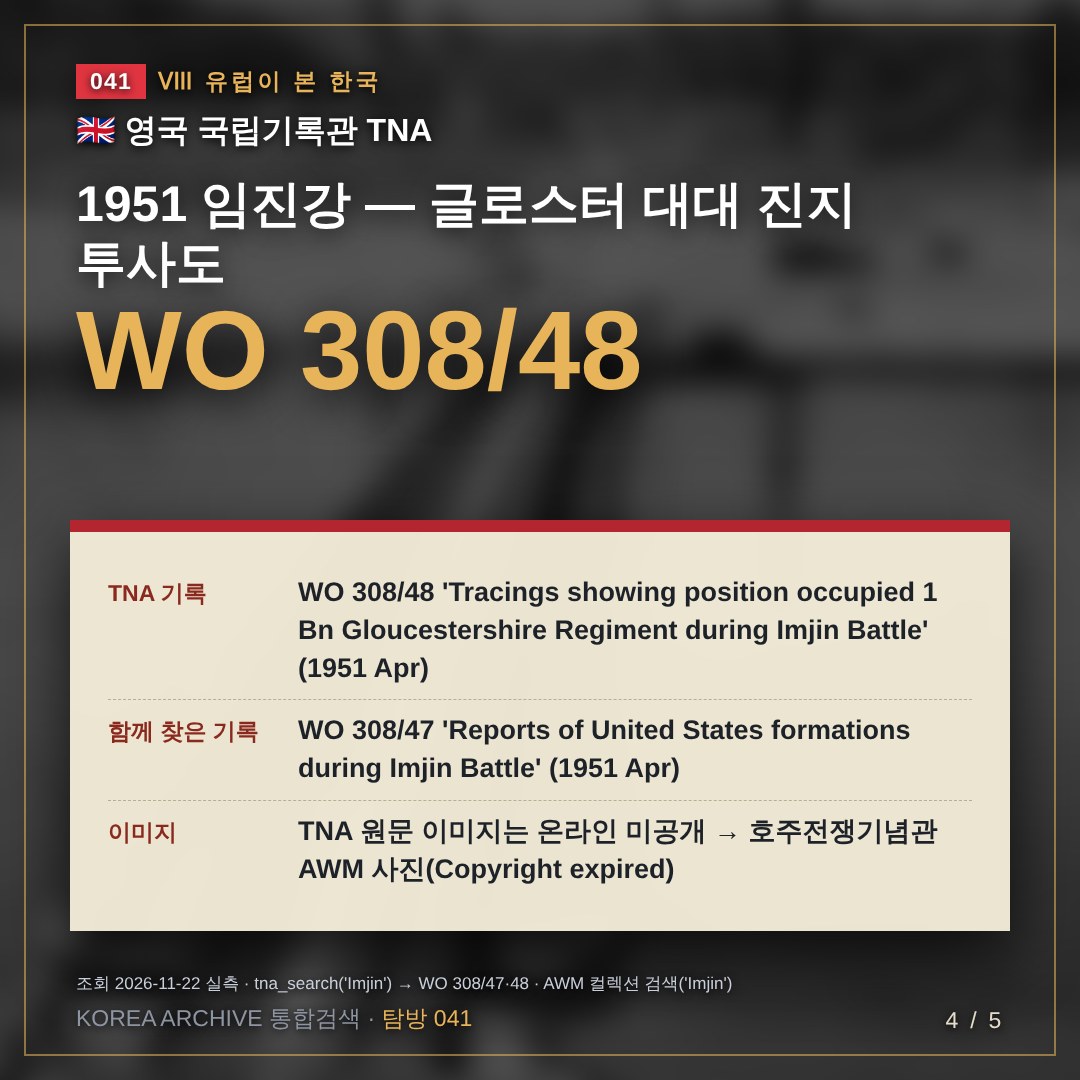 041 Ⅷ 유럽이 본 한국
🇬🇧 영국 국립기록관 TNA
1951 임진강 — 글로스터 대대 진지
투사도
WO 308/48
TNA 기록
WO 308/48 'Tracings showing position occupied 1
Bn Gloucestershire Regiment during Imjin Battle'
(1951 Apr)
함께 찾은 기록
WO 308/47 'Reports of United States formations
during Imjin Battle' (1951 Apr)
이미지
TNA 원문 이미지는 온라인 미공개 → 호주전쟁기념관
AWM 사진(Copyright expired)
조회 2026-11-22 실측 · tna_search('Imjin') → WO 308/47·48 · AWM 컬렉션 검색('Imjin')
KOREA ARCHIVE 통합검색 · 탐방 041
4 / 5